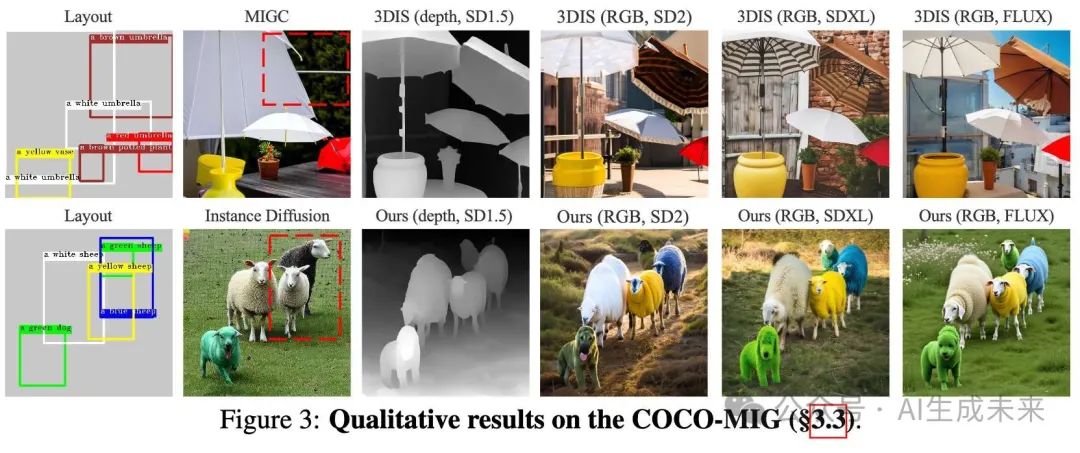 Layout
MIGC
3DIS (depth, SD1.5)
3DIS (RGB, SD2)
3DIS (RGB, SDXL)
3DIS (RGB, FLUX)
a brown umbrella
a white umbrella
a red umbrella
a brown potted plant
a yellow vase
a white umbrella
Layout
Instance Diffusion
Ours (depth, SD1.5)
Ours (RGB, SD2)
Ours (RGB, SDXL)
Ours (RGB, FLUX)
a green sheep
a white sheep
a yellow sheep
a blue sheep
a green dog
Figure 3: Qualitative results on the COCO-MIG (§3.3).
公众号 · AI生成未来